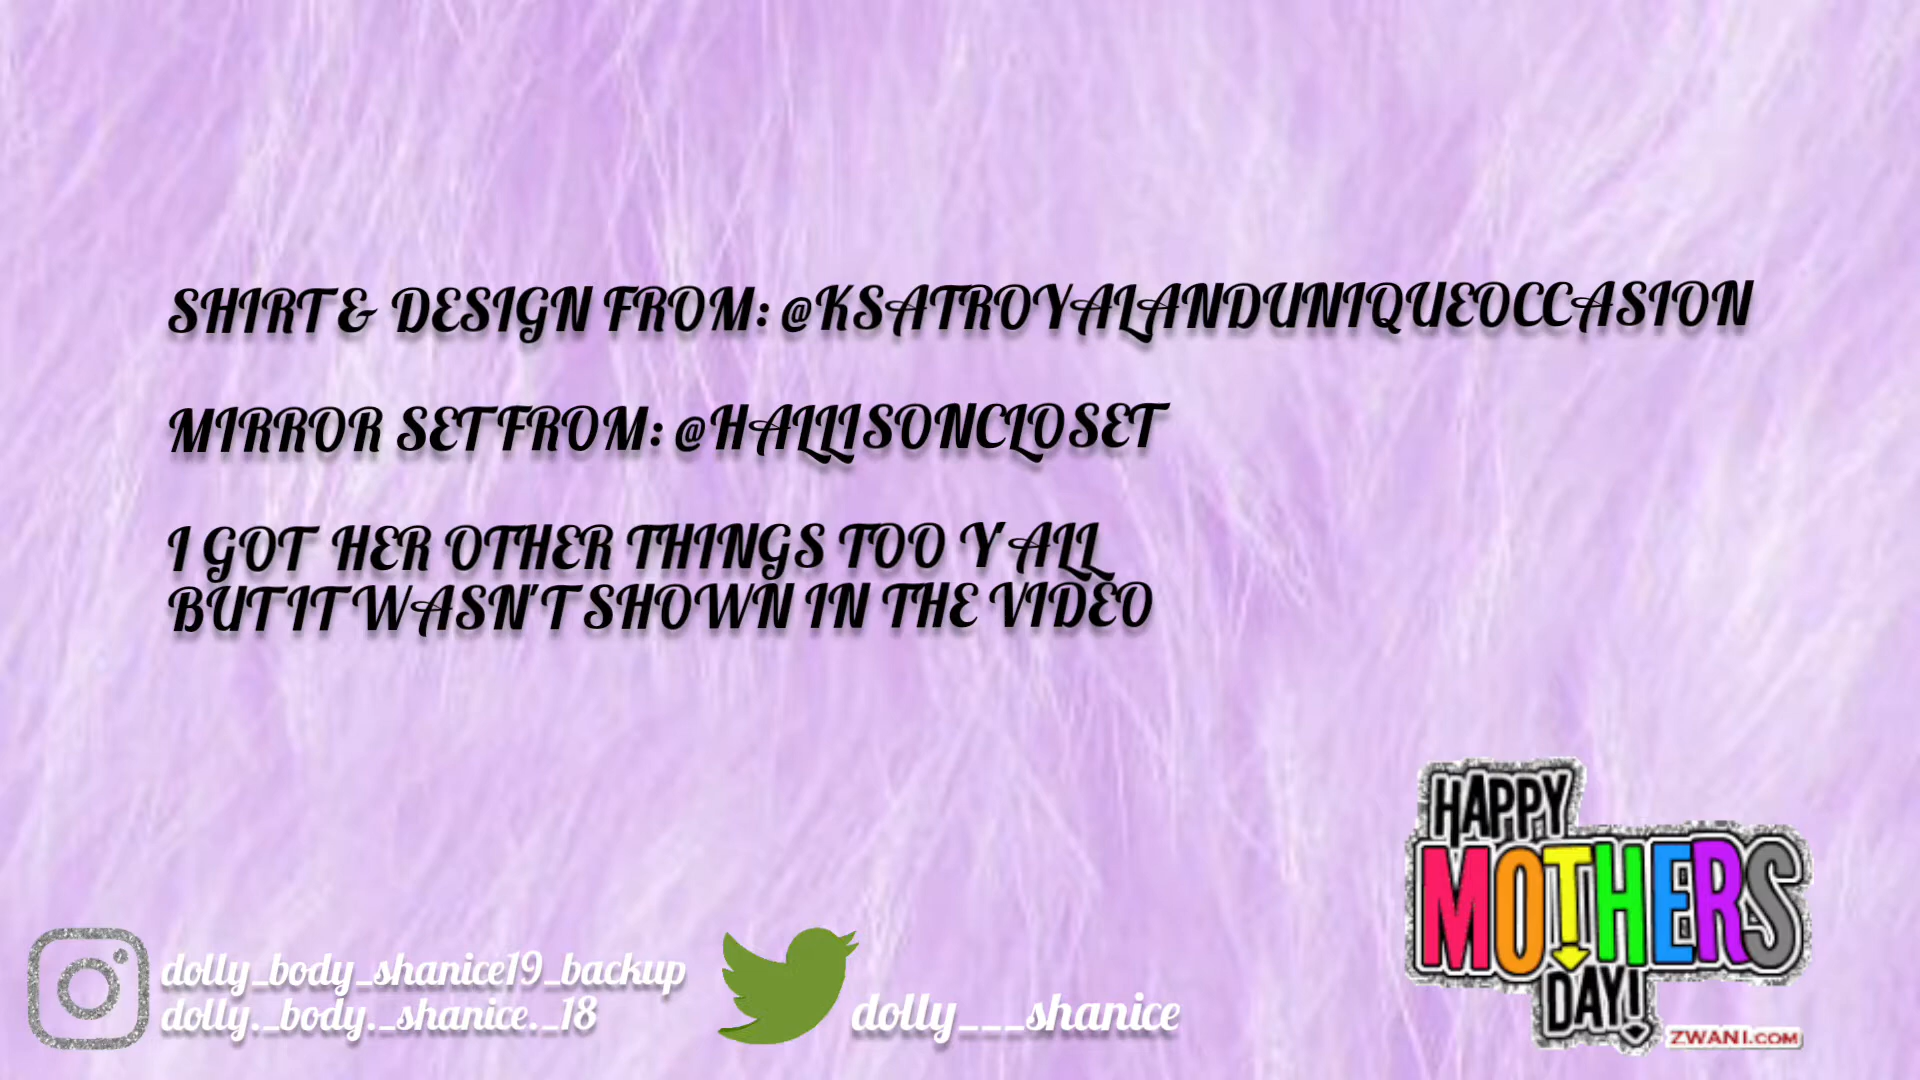 SHIRT & DESIGN FROM: @KSATROYALANDUNIQUEOCCASION
MIRROR SET FROM: @HALLISONCLOSET
I GOT HER OTHER THINGS TOO Y ALL
BUT IT WASN'T SHOWN IN THE VIDEO
dolly_body_shanice19_backup
dolly._body._shanice._18
dolly___shanice
HAPPY
MOTHERS
DAY!
ZWANI.COM